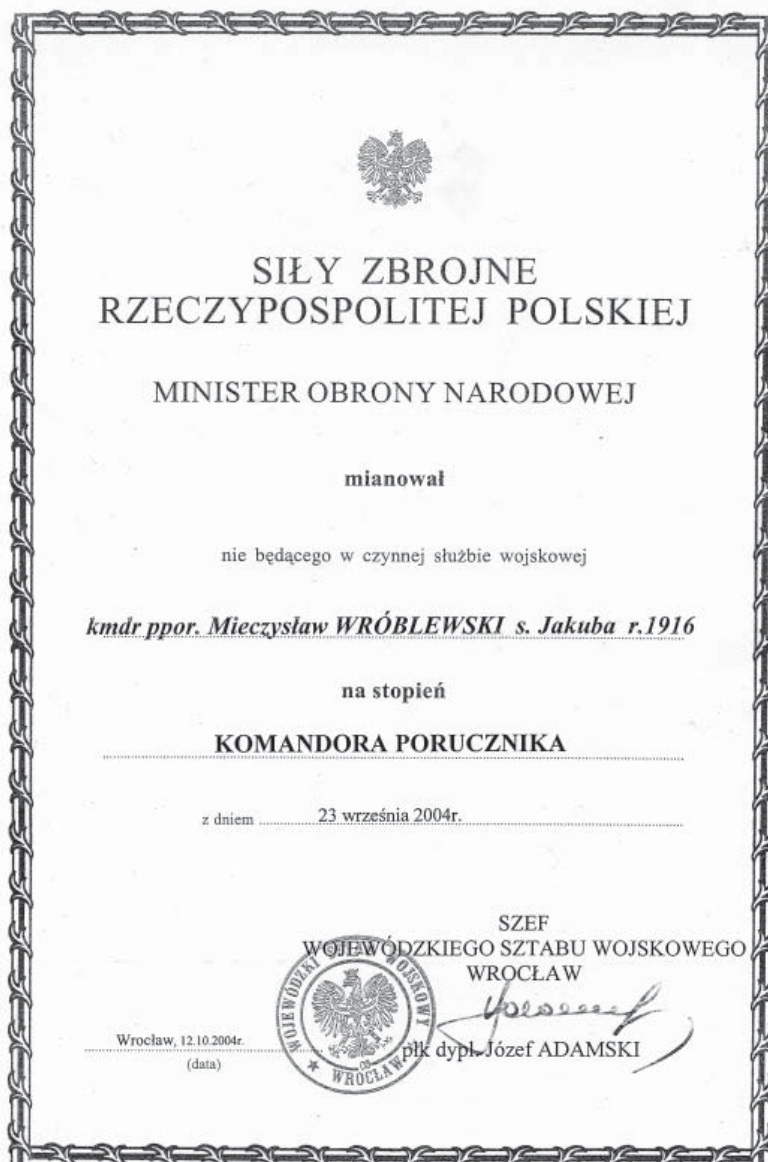 SIŁY ZBROJNE
RZECZYPOSPOLITEJ POLSKIEJ
MINISTER OBRONY NARODOWEJ
mianował
nie będącego w czynnej służbie wojskowej
kmdr ppor. Mieczysław WRÓBLEWSKI s. Jakuba r.1916
na stopień
KOMANDORA PORUCZNIKA
z dniem 23 września 2004r.
SZEF
WOJEWÓDZKIEGO SZTABU WOJSKOWEGO
WROCŁAW
płk dypl. Józef ADAMSKI
Wrocław, 12.10.2004r.
(data)
WOJEWÓDZKI WOJSKOWY
WROCŁAW